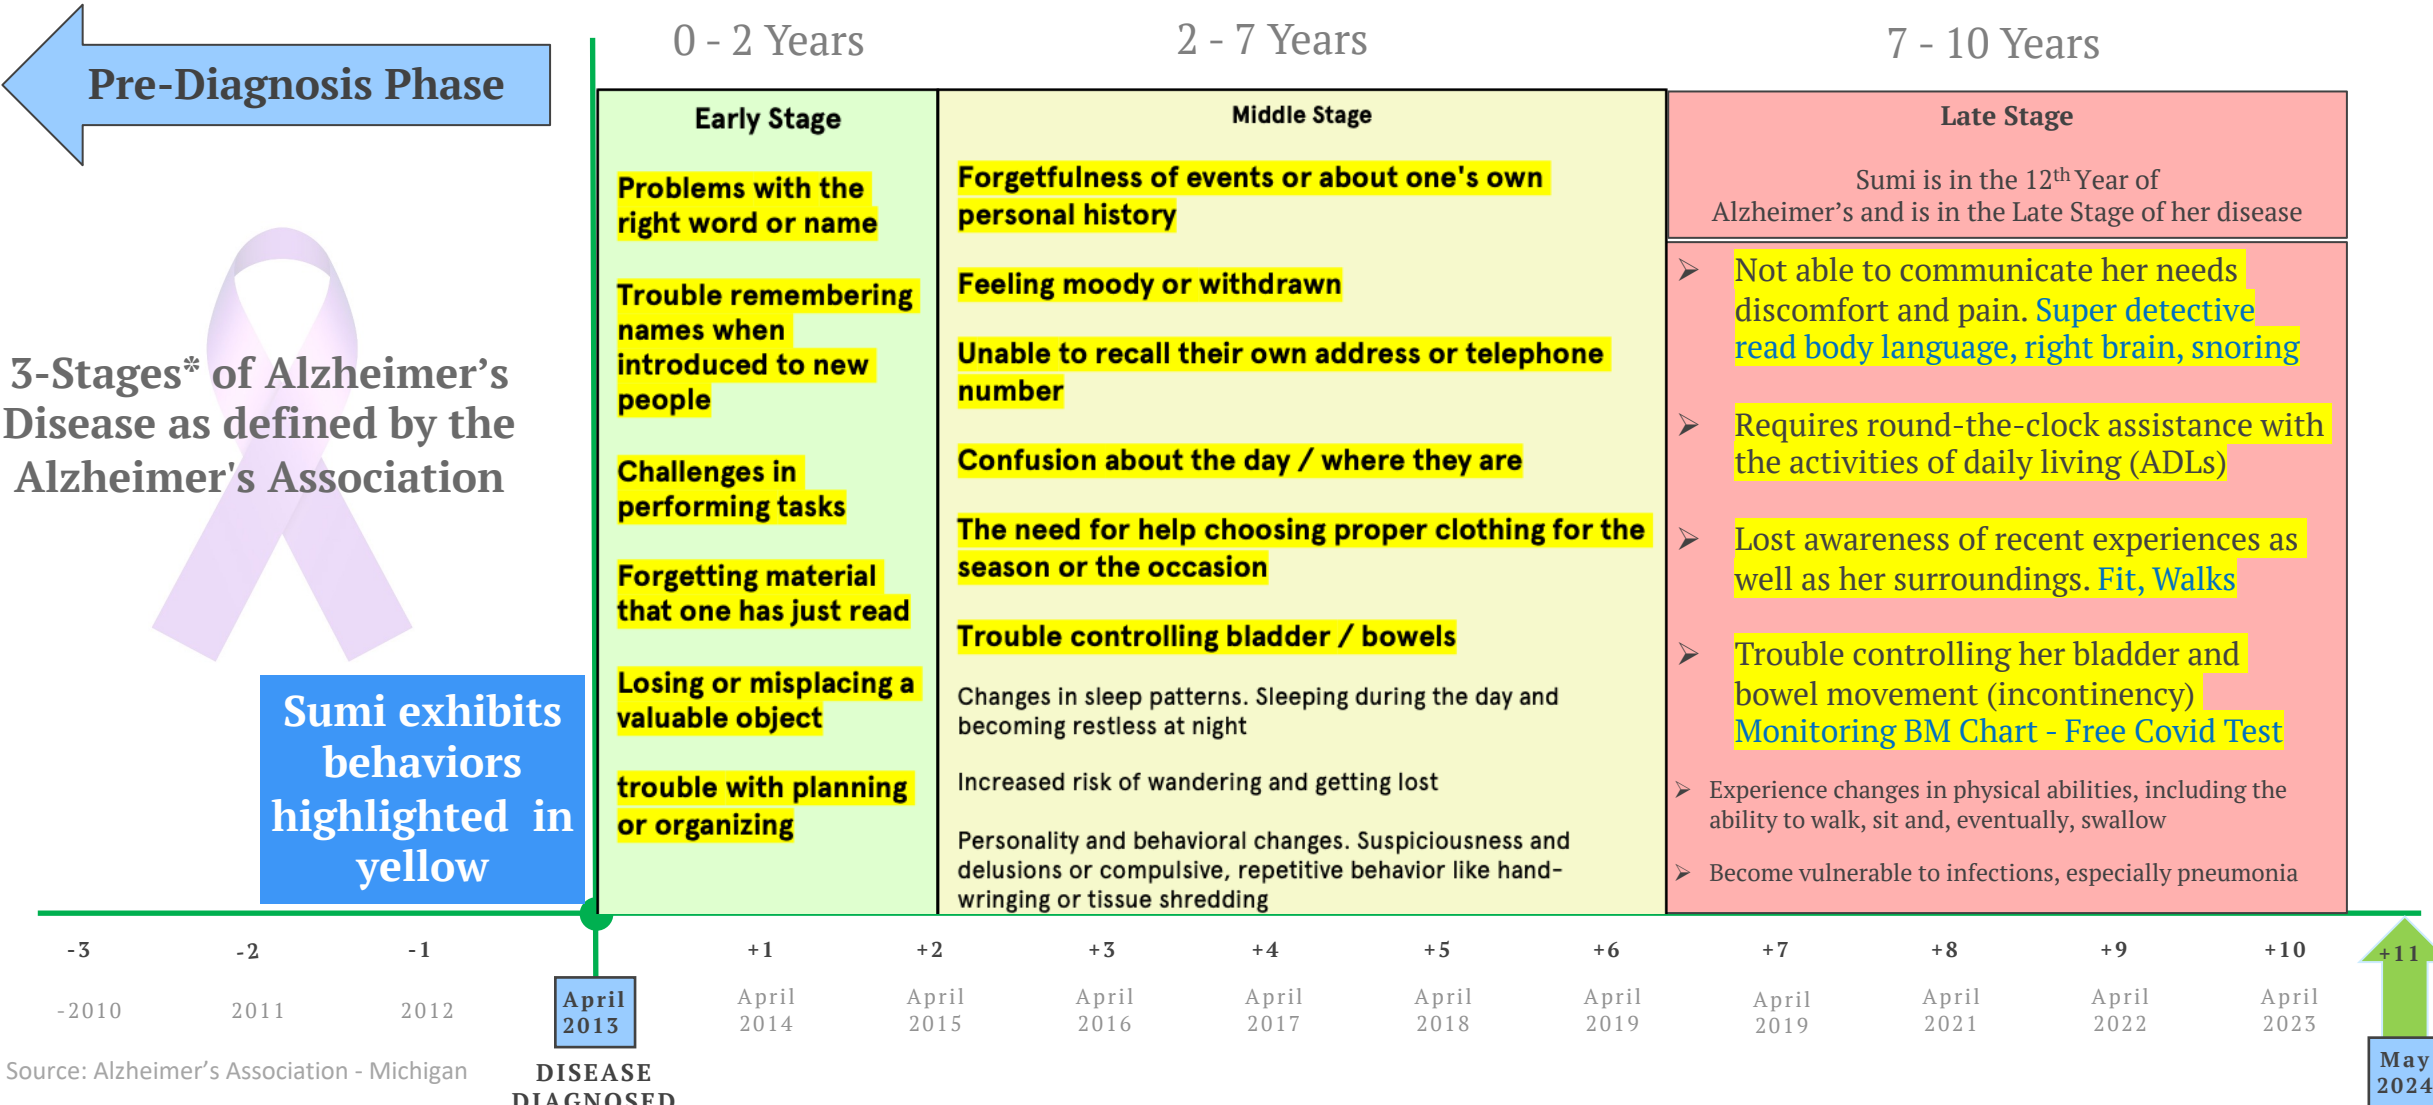 Pre-Diagnosis Phase
3-Stages* of Alzheimer’s
Disease as defined by the
Alzheimer's Association
Sumi exhibits
behaviors
highlighted in
yellow
0 - 2 Years
Early Stage
Problems with the
right word or name
Trouble remembering
names when
introduced to new
people
Challenges in
performing tasks
Forgetting material
that one has just read
Losing or misplacing a
valuable object
trouble with planning
or organizing
2 - 7 Years
Middle Stage
Forgetfulness of events or about one's own
personal history
Feeling moody or withdrawn
Unable to recall their own address or telephone
number
Confusion about the day / where they are
The need for help choosing proper clothing for the
season or the occasion
Trouble controlling bladder / bowels
Changes in sleep patterns. Sleeping during the day and
becoming restless at night
Increased risk of wandering and getting lost
Personality and behavioral changes. Suspiciousness and
delusions or compulsive, repetitive behavior like hand-
wringing or tissue shredding
7 - 10 Years
Late Stage
Sumi is in the 12th Year of
Alzheimer’s and is in the Late Stage of her disease
➢ Not able to communicate her needs
discomfort and pain. Super detective
read body language, right brain, snoring
➢ Requires round-the-clock assistance with
the activities of daily living (ADLs)
➢ Lost awareness of recent experiences as
well as her surroundings. Fit, Walks
➢ Trouble controlling her bladder and
bowel movement (incontinency)
Monitoring BM Chart - Free Covid Test
➢ Experience changes in physical abilities, including the
ability to walk, sit and, eventually, swallow
➢ Become vulnerable to infections, especially pneumonia
-3 -2 -1 +1 +2 +3 +4 +5 +6 +7 +8 +9 +10 +11
-2010 2011 2012
April
2013
April
2014
April
2015
April
2016
April
2017
April
2018
April
2019
April
2019
April
2021
April
2022
April
2023
May
2024
DISEASE
DIAGNOSED
Source: Alzheimer’s Association - Michigan